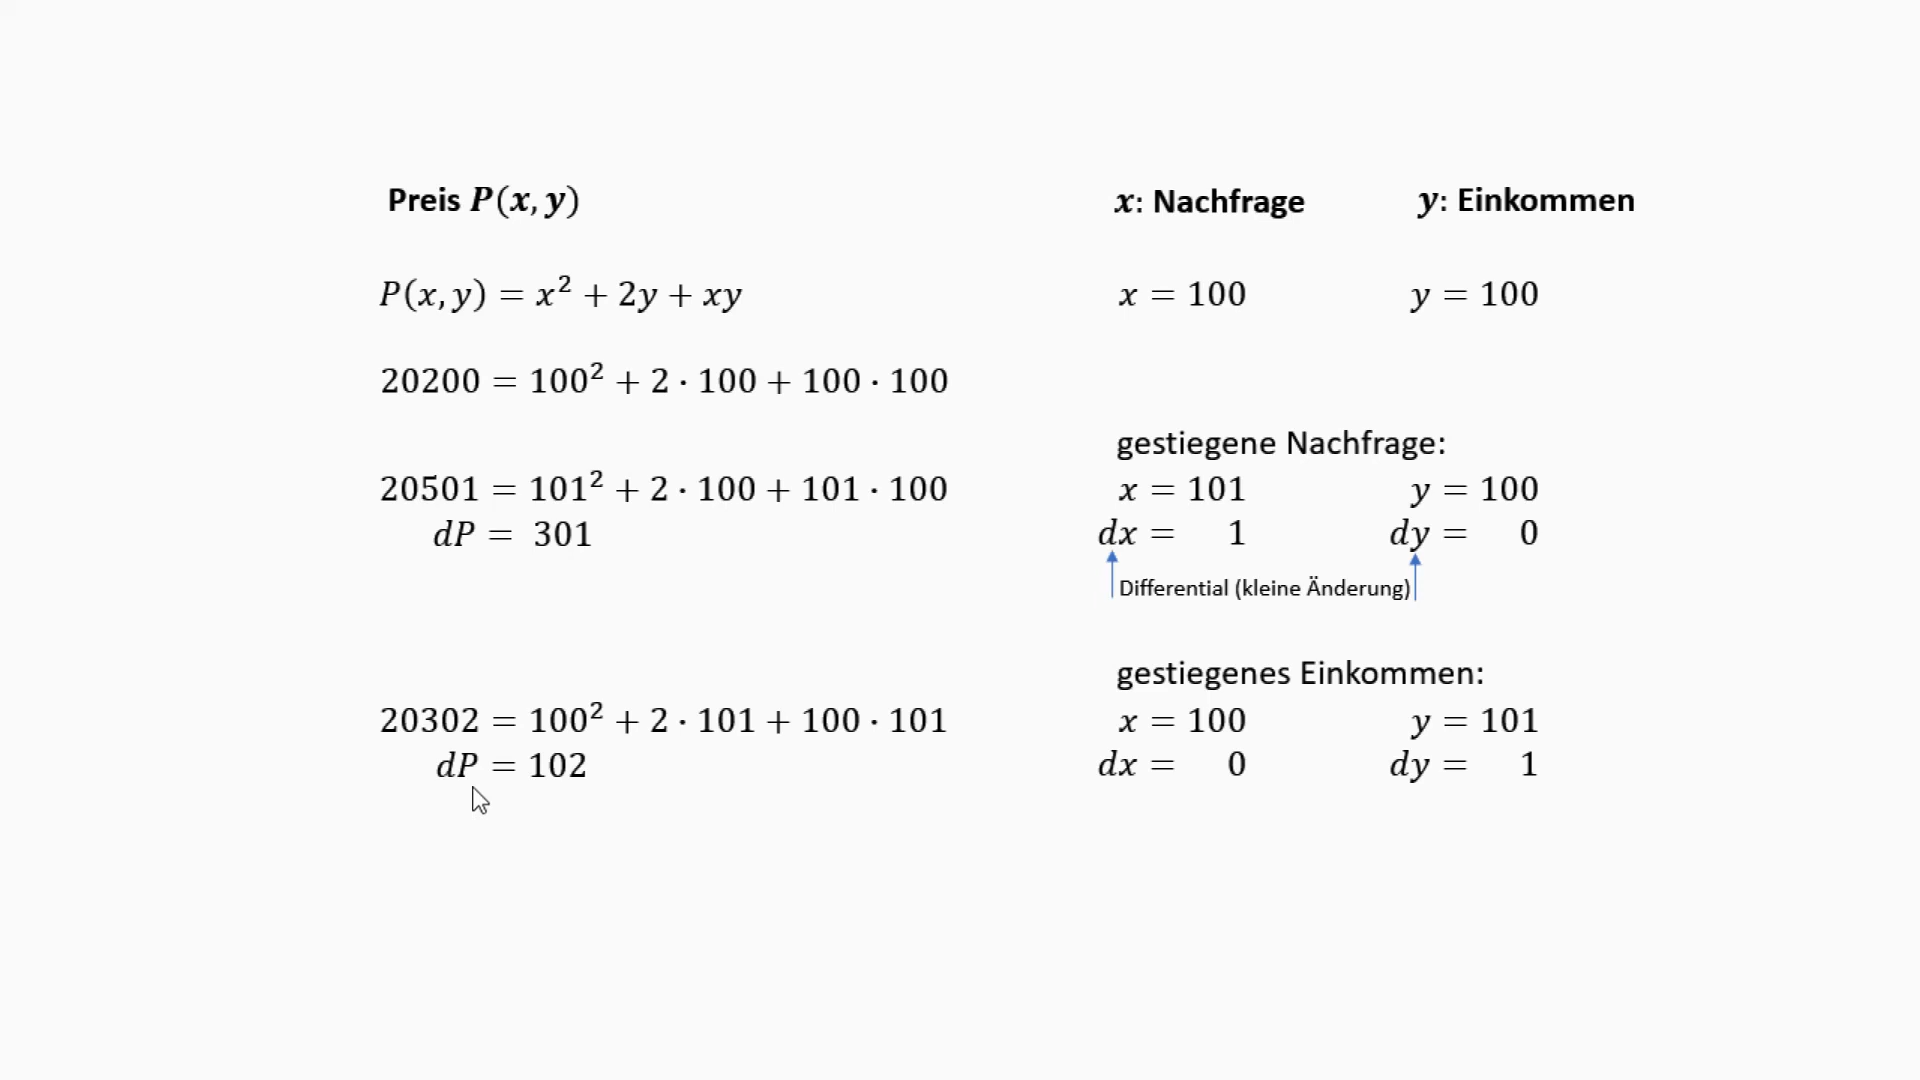 Preis P(x, y) x: Nachfrage y: Einkommen
P(x, y) = x² + 2y + xy x = 100 y = 100
20200 = 100² + 2 · 100 + 100 · 100
gestiegene Nachfrage:
20501 = 101² + 2 · 100 + 101 · 100 x = 101 y = 100
dP = 301 dx = 1 dy = 0
Differential (kleine Änderung)
gestiegenes Einkommen:
20302 = 100² + 2 · 101 + 100 · 101 x = 100 y = 101
dP = 102 dx = 0 dy = 1